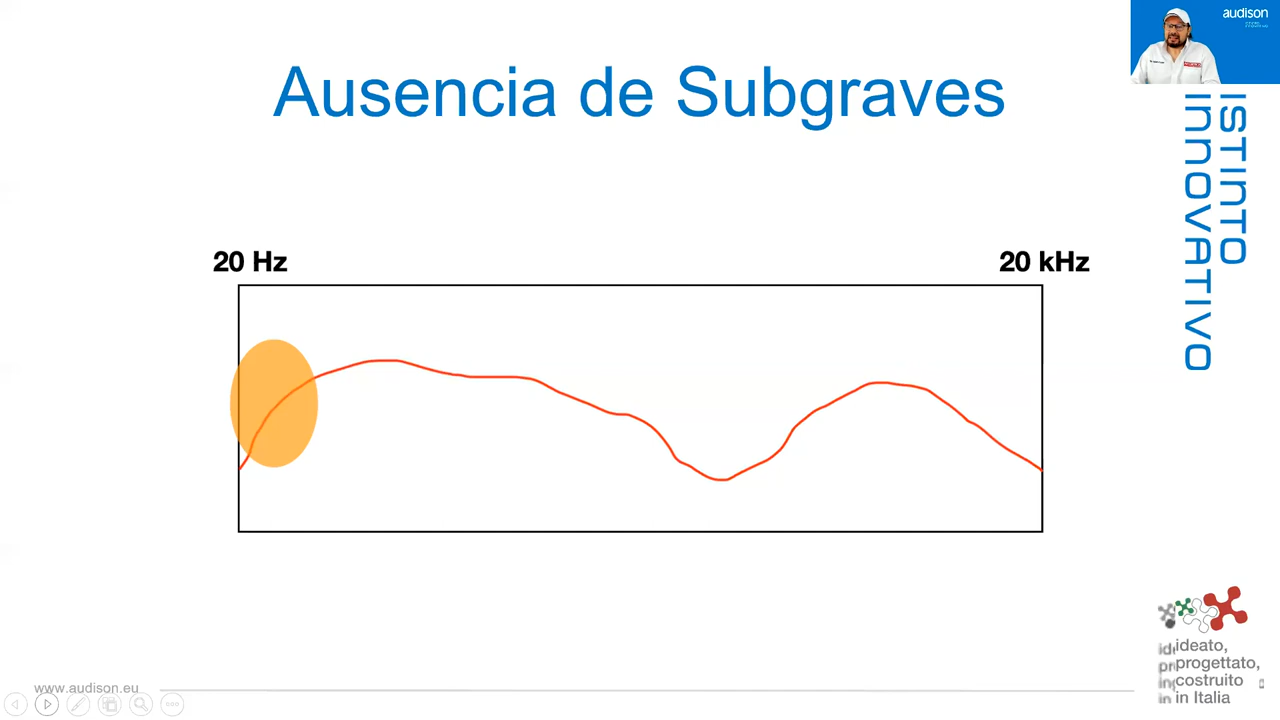 audison
Ausencia de Subgraves
ISTINTO
INNOVATIVO
20 Hz
20 kHz
ideato,
progettato,
costruito
in Italia
www.audison.eu